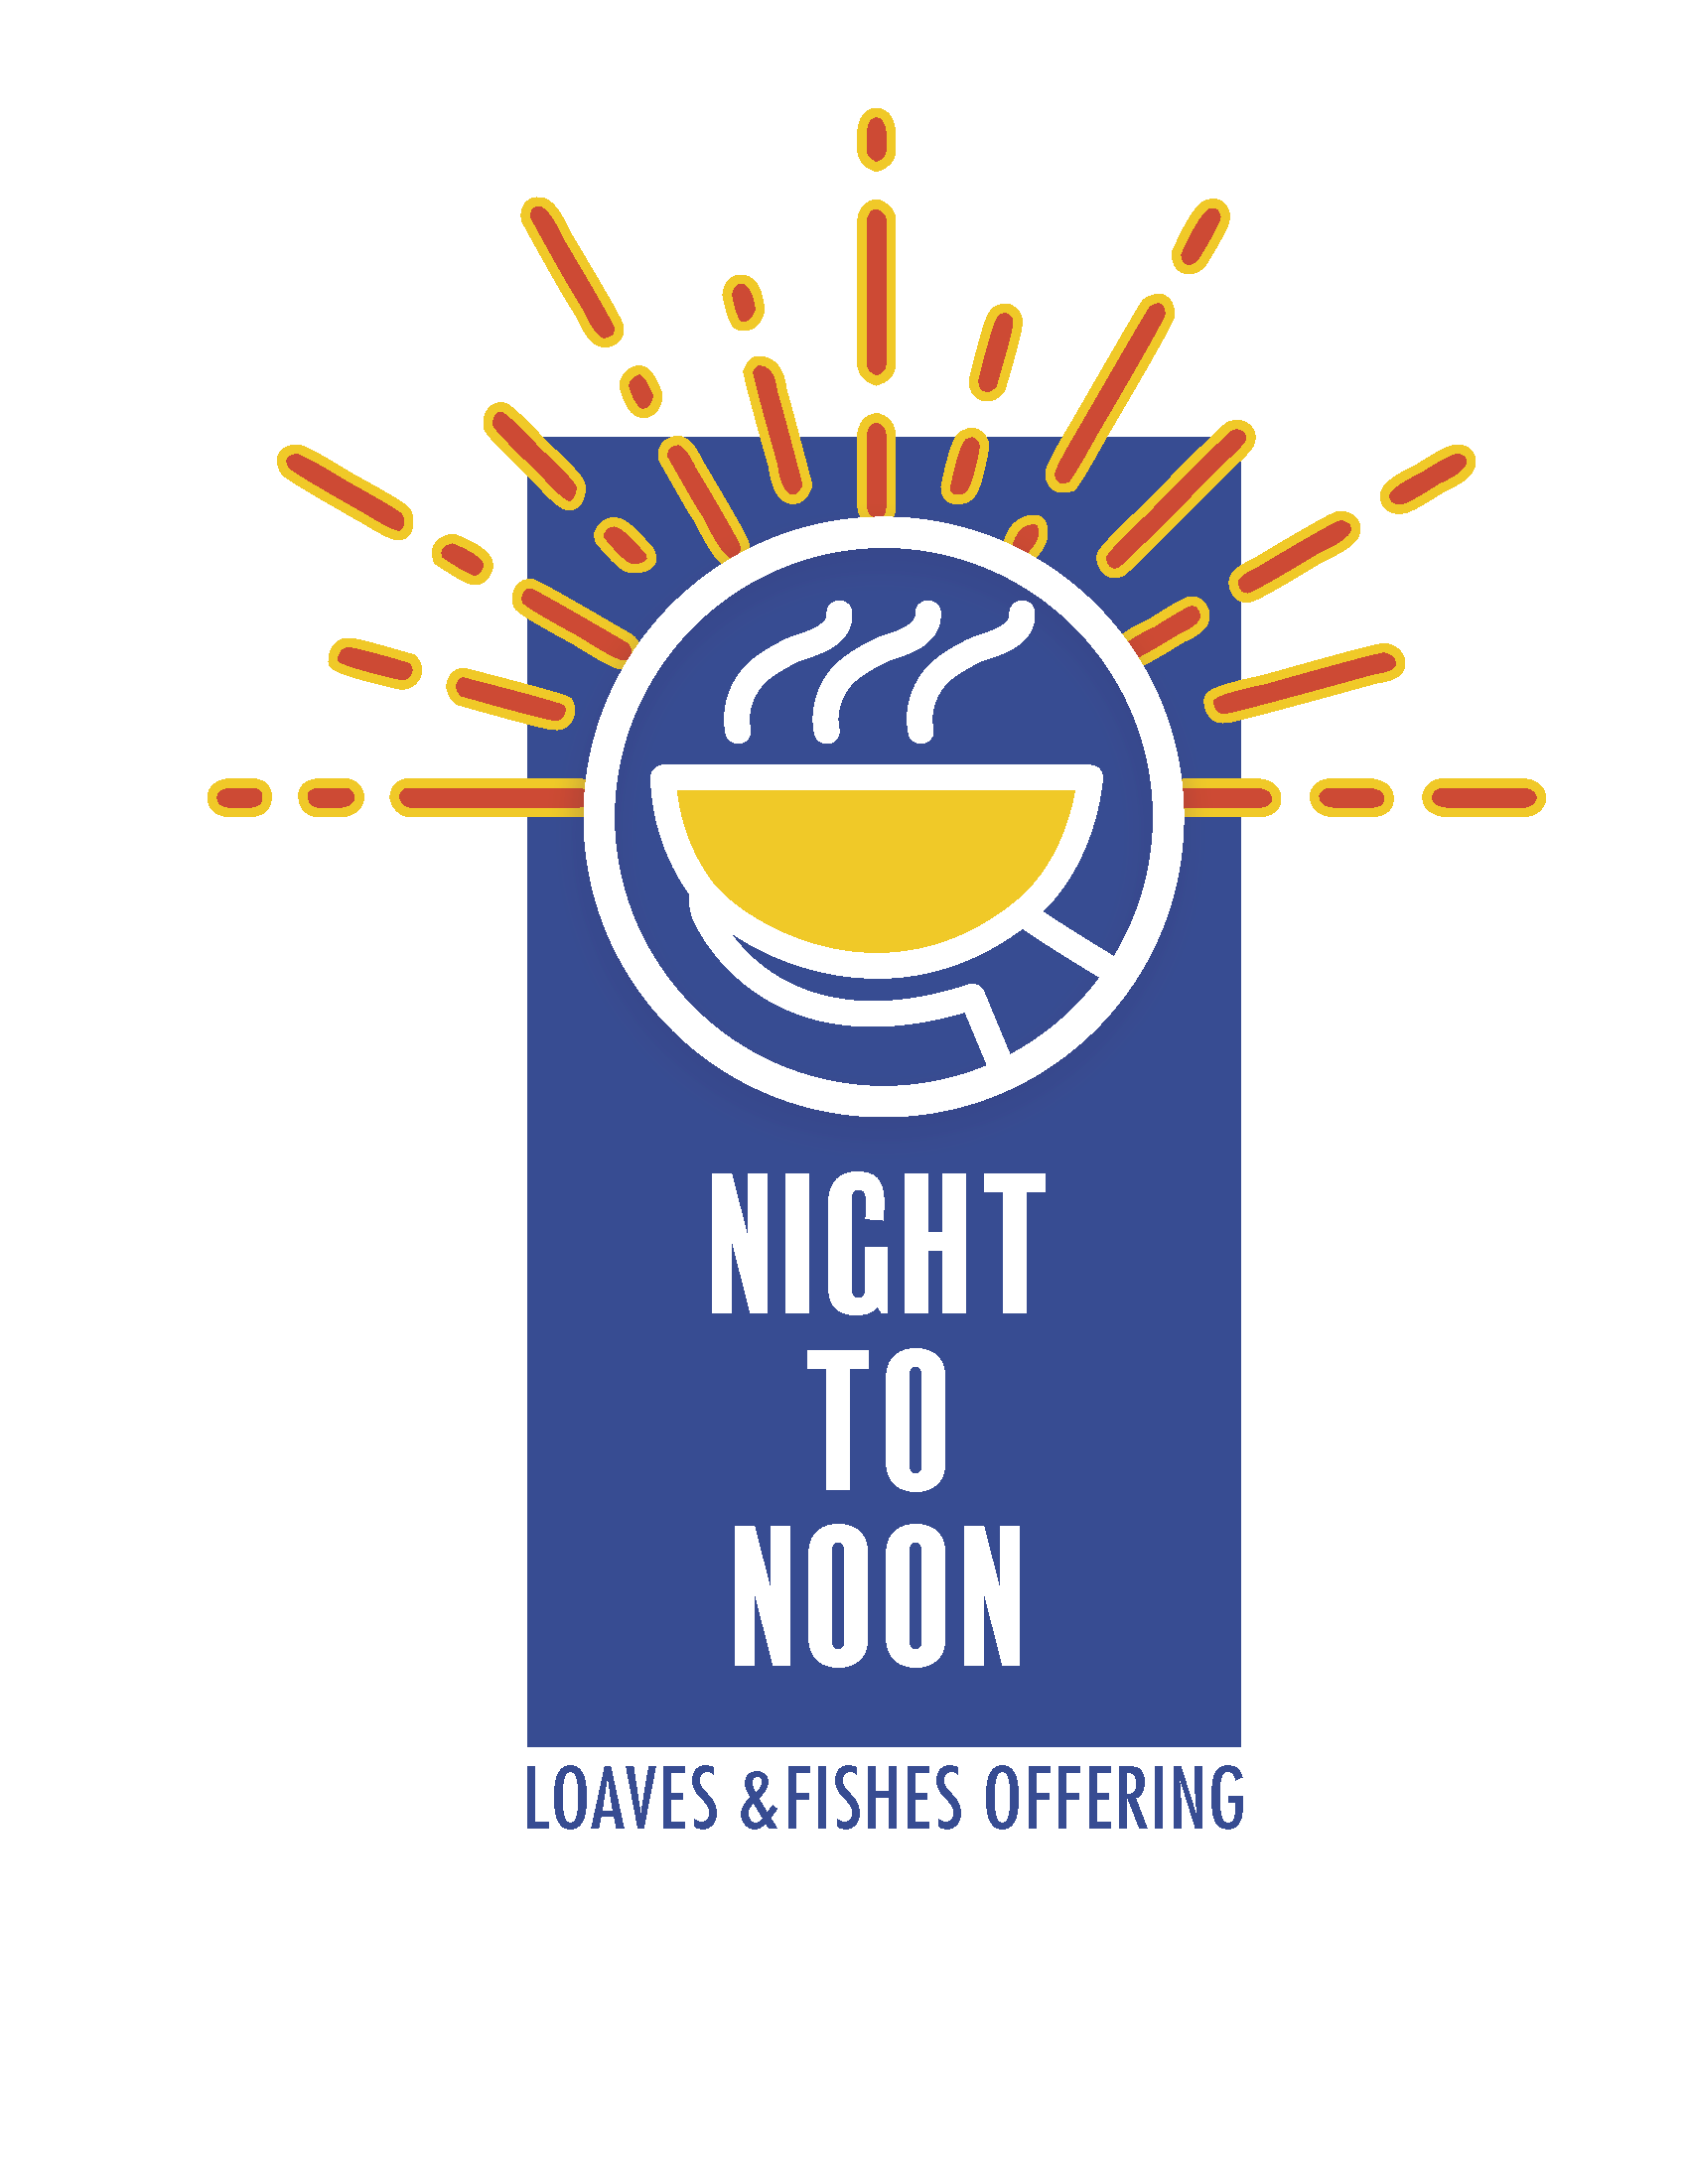 NIGHT
TO
NOON
LOAVES & FISHES OFFERING